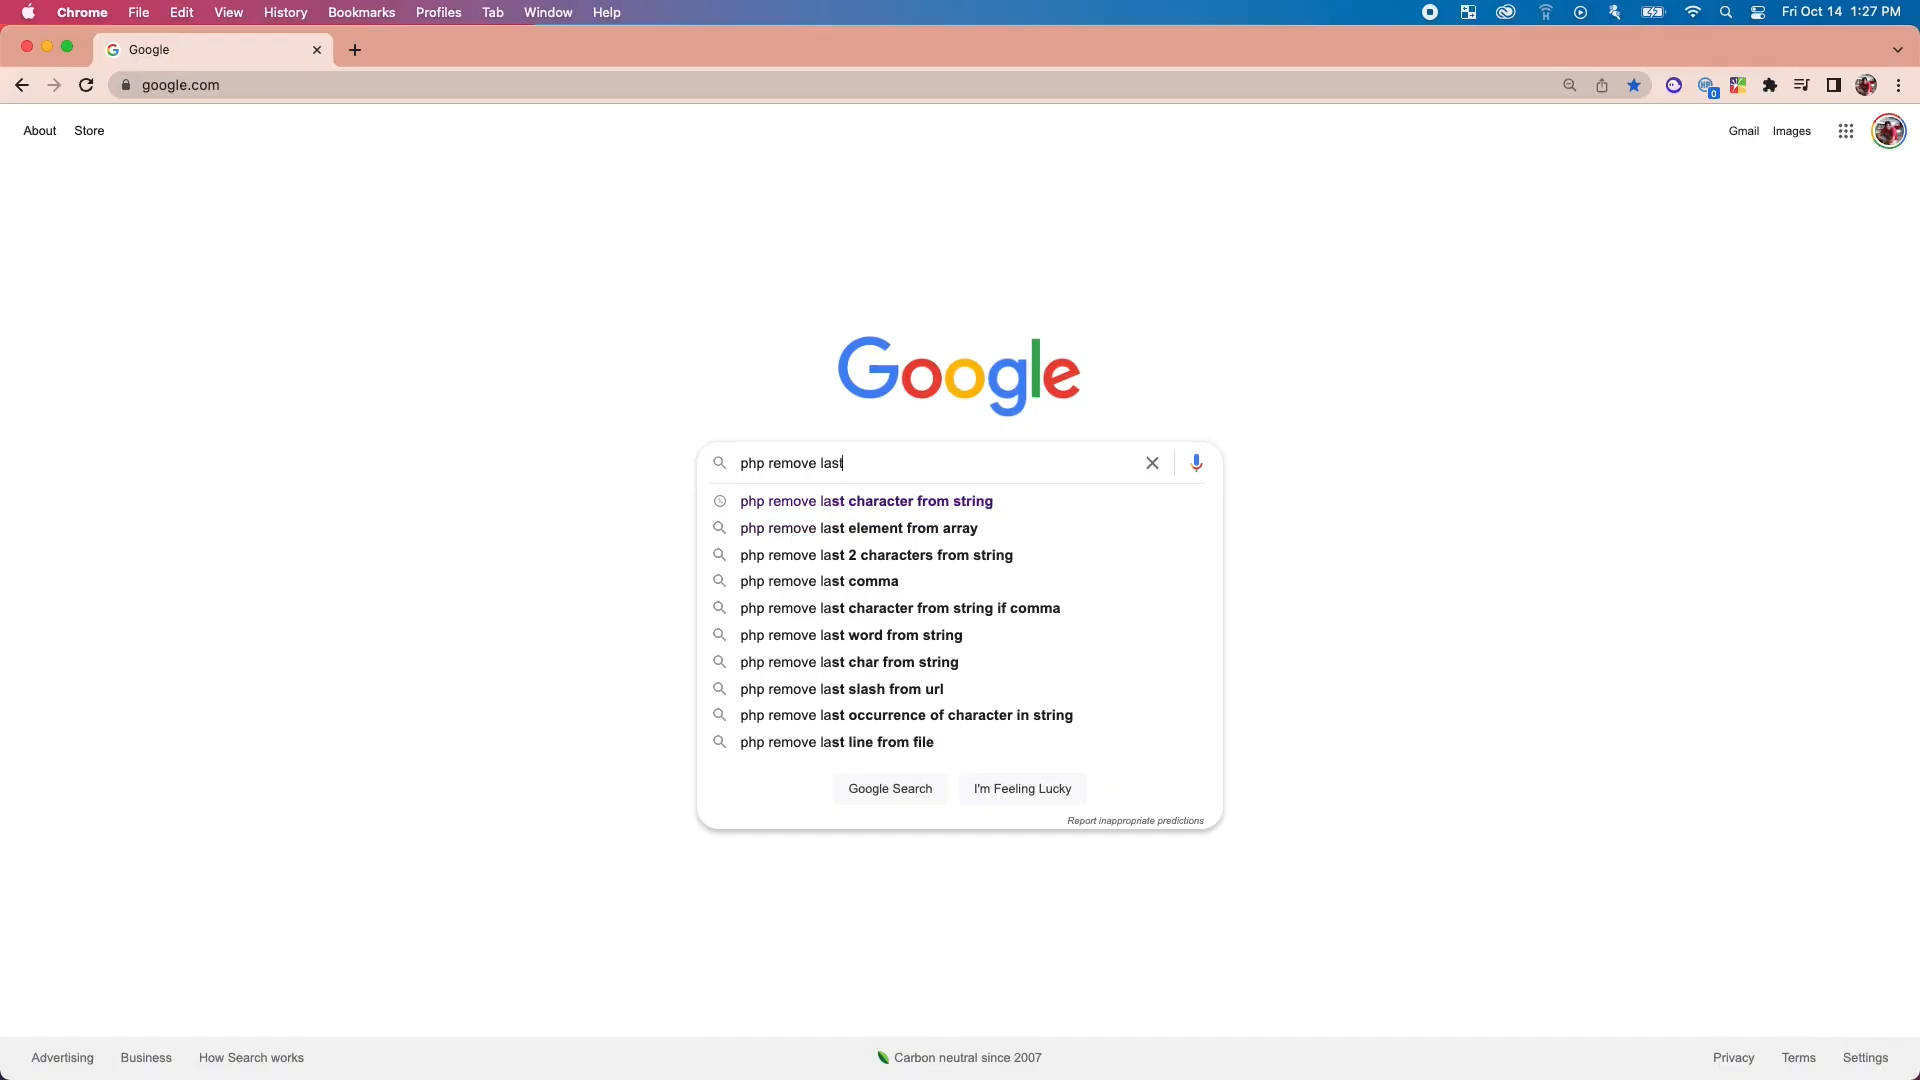 Chrome File Edit View History Bookmarks Profiles Tab Window Help Fri Oct 14 1:27 PM
Google
google.com
0
About Store Gmail Images
Google
php remove last
php remove last character from string
php remove last element from array
php remove last 2 characters from string
php remove last comma
php remove last character from string if comma
php remove last word from string
php remove last char from string
php remove last slash from url
php remove last occurrence of character in string
php remove last line from file
Google Search I'm Feeling Lucky
Report inappropriate predictions
Advertising Business How Search works Carbon neutral since 2007 Privacy Terms Settings